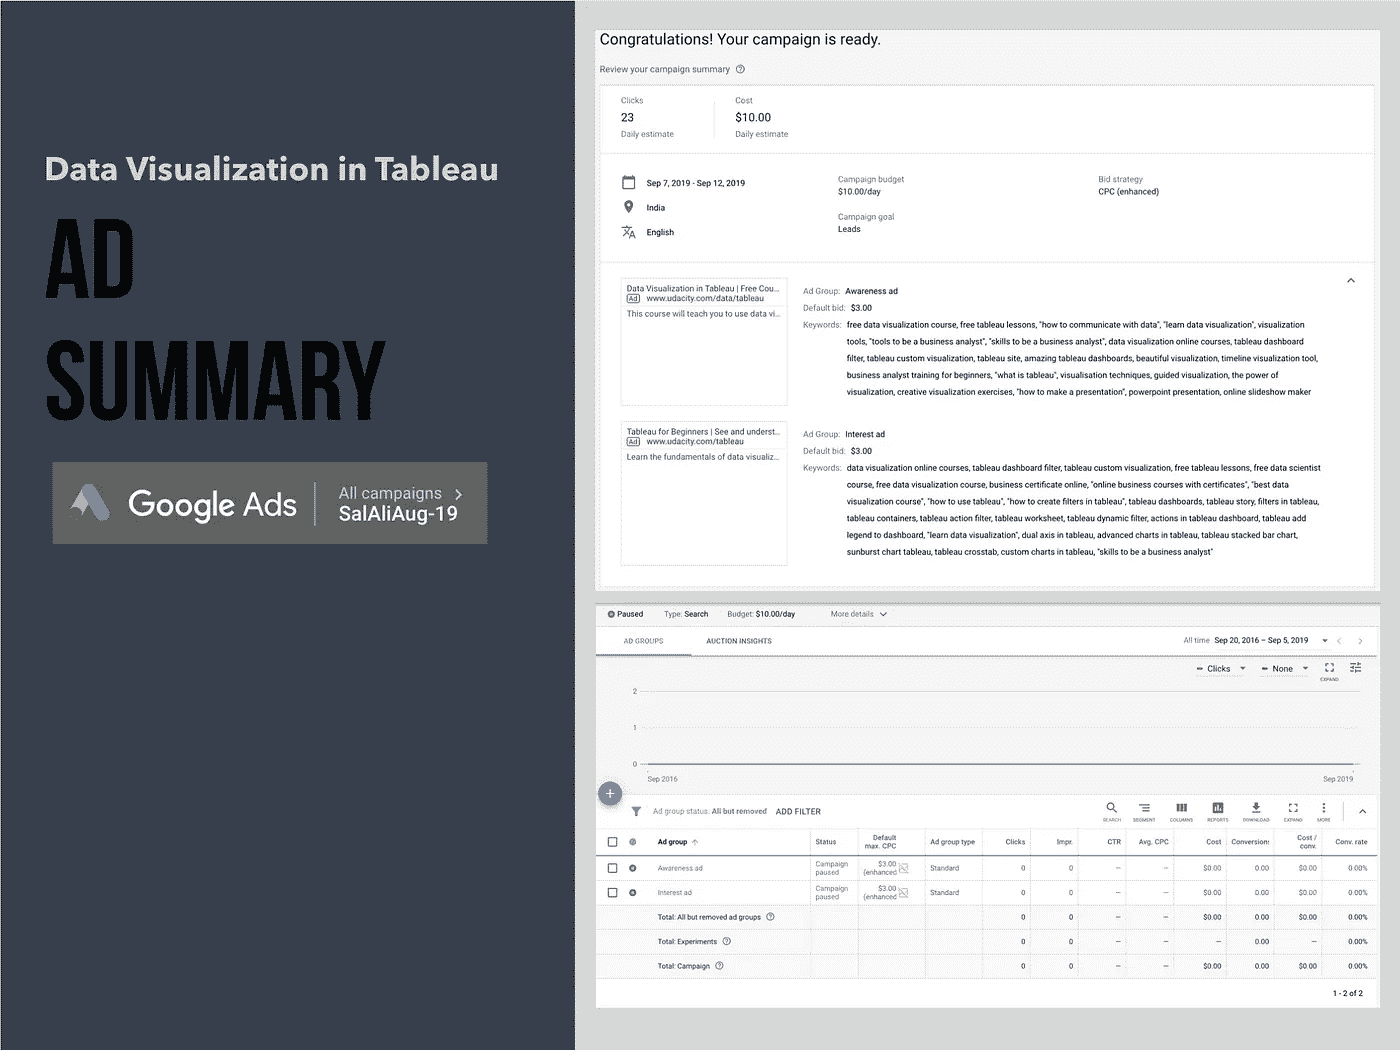 Data Visualization in Tableau
AD
SUMMARY
Google Ads
All campaigns
SalAliAug-19
Congratulations! Your campaign is ready.
Review your campaign summary
Clicks
23
Daily estimate
Cost
$10.00
Daily estimate
Sep 7, 2019 - Sep 12, 2019
India
English
Campaign budget
$10.00/day
Campaign goal
Leads
Bid strategy
CPC (enhanced)
Data Visualization in Tableau | Free Cou...
Ad www.udacity.com/data/tableau
This course will teach you to use data vi...
Ad Group: Awareness ad
Default bid: $3.00
Keywords: free data visualization course, free tableau lessons, "how to communicate with data", "learn data visualization", visualization
tools, "tools to be a business analyst", "skills to be a business analyst", data visualization online courses, tableau dashboard
filter, tableau custom visualization, tableau site, amazing tableau dashboards, beautiful visualization, timeline visualization tool,
business analyst training for beginners, "what is tableau", visualisation techniques, guided visualization, the power of
visualization, creative visualization exercises, "how to make a presentation", powerpoint presentation, online slideshow maker
Tableau for Beginners | See and underst...
Ad www.udacity.com/tableau
Learn the fundamentals of data visualiz...
Ad Group: Interest ad
Default bid: $3.00
Keywords: data visualization online courses, tableau dashboard filter, tableau custom visualization, free tableau lessons, free data scientist
course, free data visualization course, business certificate online, "online business courses with certificates", "best data
visualization course", "how to use tableau", "how to create filters in tableau", tableau dashboards, tableau story, filters in tableau,
tableau containers, tableau action filter, tableau worksheet, tableau dynamic filter, actions in tableau dashboard, tableau add
legend to dashboard, "learn data visualization", dual axis in tableau, advanced charts in tableau, tableau stacked bar chart,
sunburst chart tableau, tableau crosstab, custom charts in tableau, "skills to be a business analyst"
Paused Type: Search Budget: $10.00/day More details
AD GROUPS AUCTION INSIGHTS All time Sep 20, 2016 – Sep 5, 2019
Clicks None EXPAND
2
1
0
Sep 2016 Sep 2019
Ad group status: All but removed ADD FILTER
SEARCH SEGMENT COLUMNS REPORTS DOWNLOAD EXPAND MORE
Ad group Status Default max. CPC Ad group type Clicks Impr. CTR Avg. CPC Cost Conversions Cost / conv. Conv. rate
Awareness ad Campaign paused $3.00 (enhanced Standard 0 0 – – $0.00 0.00 $0.00 0.00%
Interest ad Campaign paused $3.00 (enhanced Standard 0 0 – – $0.00 0.00 $0.00 0.00%
Total: All but removed ad groups 0 0 – – $0.00 0.00 $0.00 0.00%
Total: Experiments 0 0 – – – 0.00 – 0.00%
Total: Campaign 0 0 – – $0.00 0.00 $0.00 0.00%
1 - 2 of 2